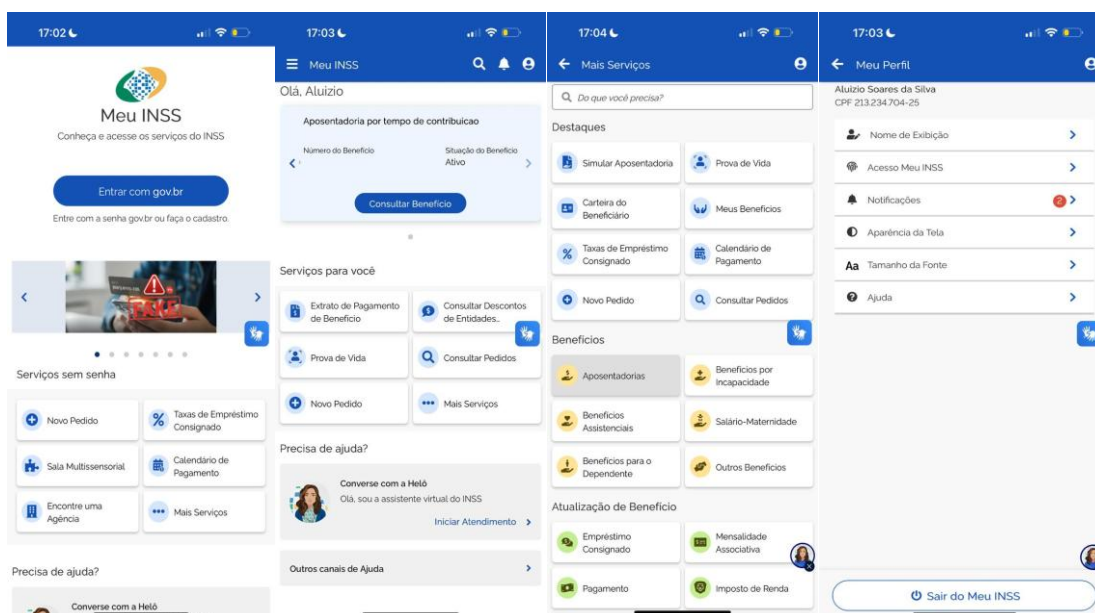 17:02
Meu INSS
Conheça e acesse os serviços do INSS
Entrar com gov.br
Entre com a senha gov.br ou faça o cadastro.
FAKE
Serviços sem senha
Novo Pedido
Taxas de Empréstimo
Consignado
Sala Multissensorial
Calendário de
Pagamento
Encontre uma
Agência
Mais Serviços
Precisa de ajuda?
Converse com a Helô
17:03
Meu INSS
Olá, Aluizio
Aposentadoria por tempo de contribuicao
Número do Benefício
Situação do Benefício
Ativo
Consultar Benefício
Serviços para você
Extrato de Pagamento
de Benefício
Consultar Descontos
de Entidades..
Prova de Vida
Consultar Pedidos
Novo Pedido
Mais Serviços
Precisa de ajuda?
Converse com a Helô
Olá, sou a assistente virtual do INSS
Iniciar Atendimento
Outros canais de Ajuda
17:04
Mais Serviços
Do que você precisa?
Destaques
Simular Aposentadoria
Prova de Vida
Carteira do
Beneficiário
Meus Benefícios
Taxas de Empréstimo
Consignado
Calendário de
Pagamento
Novo Pedido
Consultar Pedidos
Benefícios
Aposentadorias
Benefícios por
Incapacidade
Benefícios
Assistenciais
Salário-Maternidade
Benefícios para o
Dependente
Outros Benefícios
Atualização de Benefício
Empréstimo
Consignado
Mensalidade
Associativa
Pagamento
Imposto de Renda
17:03
Meu Perfil
Aluizio Soares da Silva
CPF 213.234.704-25
Nome de Exibição
Acesso Meu INSS
Notificações
2
Aparência da Tela
Aa Tamanho da Fonte
Ajuda
Sair do Meu INSS